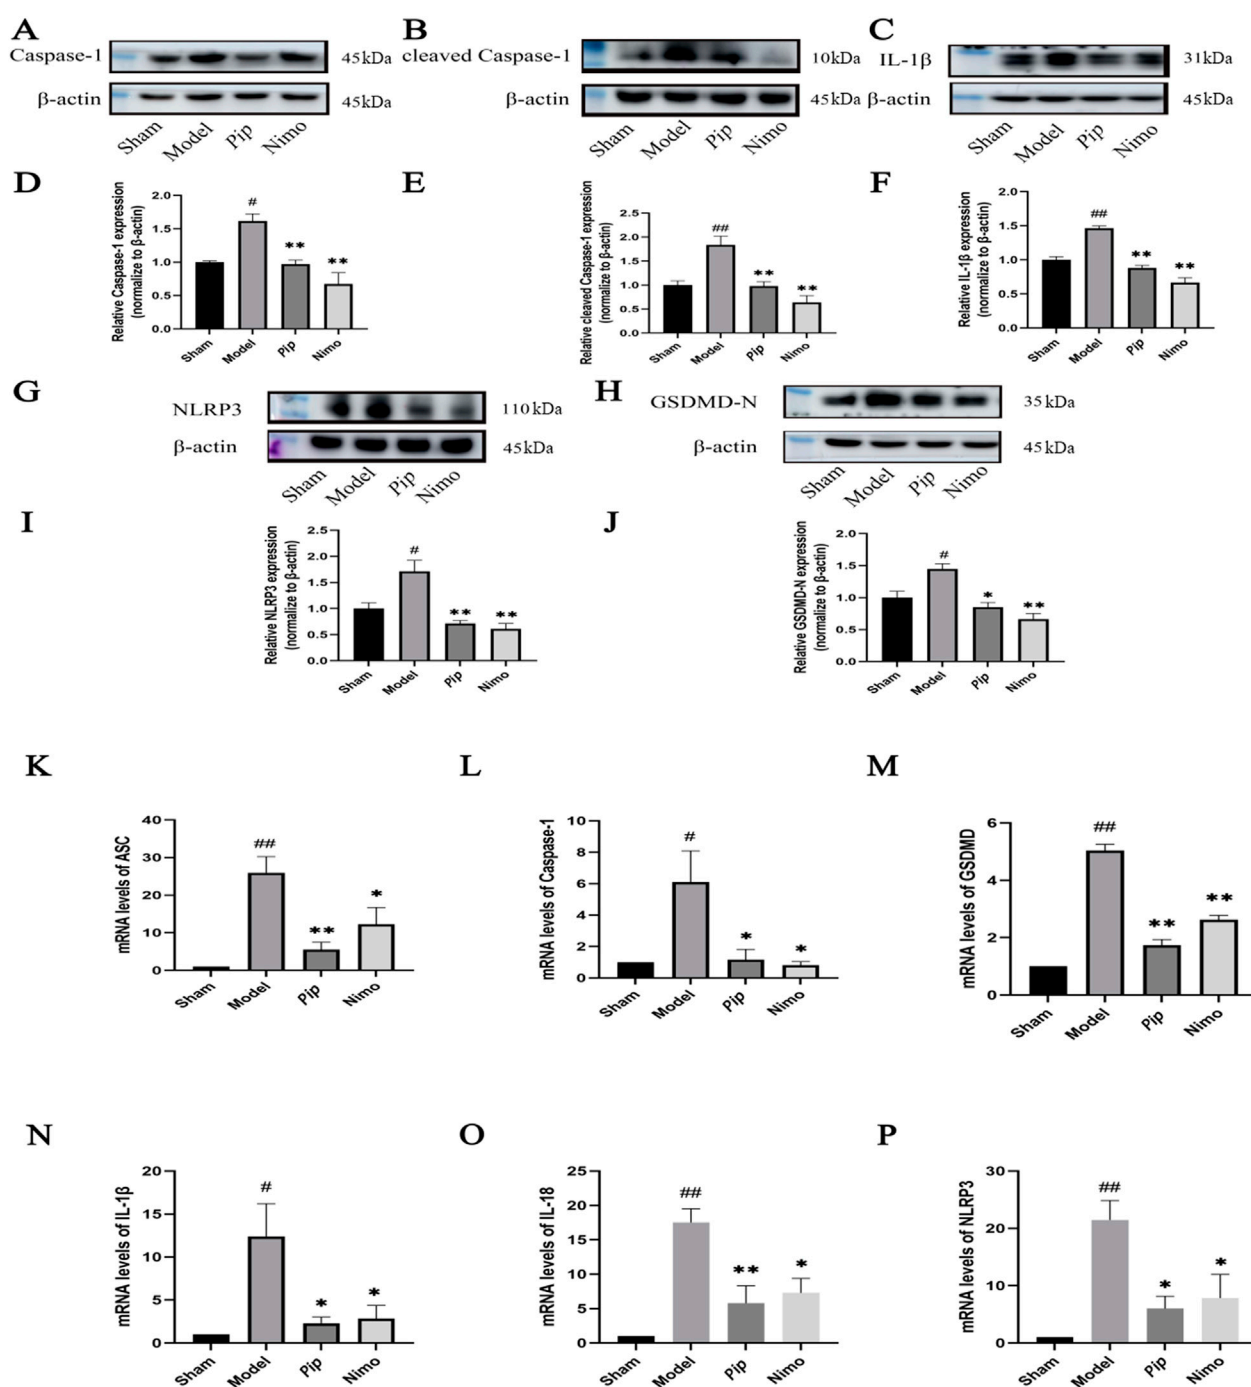 A
Caspase-1
45kDa
β-actin
45kDa
Sham
Model
Pip
Nimo
B
cleaved Caspase-1
10kDa
45kDa
Sham
Model
Pip
Nimo
C
IL-1β
31kDa
β-actin
45kDa
Sham
Model
Pip
Nimo
D
Relative Caspase-1 expression
(normalize to β-actin)
2.0
1.5
1.0
0.5
0.0
#
**
**
Sham
Model
Pip
Nimo
E
Relative cleaved Caspase-1
(normalize to β-actin)
2.5
2.0
1.5
1.0
0.5
0.0
##
**
**
Sham
Model
Pip
Nimo
F
Relative IL-1β expression
(normalize to β-actin)
2.0
1.5
1.0
0.5
0.0
##
**
**
Sham
Model
Pip
Nimo
G
NLRP3
110kDa
β-actin
45kDa
Sham
Model
Pip
Nimo
H
GSDMD-N
35kDa
β-actin
45kDa
Sham
Model
Pip
Nimo
I
Relative NLRP3 expression
(normalize to β-actin)
2.5
2.0
1.5
1.0
0.5
0.0
#
**
**
Sham
Model
Pip
Nimo
J
Relative GSDMD-N expression
(normalize to β-actin)
2.0
1.5
1.0
0.5
0.0
#
*
**
Sham
Model
Pip
Nimo
K
mRNA levels of ASC
40
30
20
10
0
##
**
*
Sham
Model
Pip
Nimo
L
mRNA levels of Caspase-1
10
8
6
4
2
0
#
*
*
Sham
Model
Pip
Nimo
M
mRNA levels of GSDMD
6
4
2
0
##
**
**
Sham
Model
Pip
Nimo
N
mRNA levels of IL-1β
20
15
10
5
0
#
*
*
Sham
Model
Pip
Nimo
O
mRNA levels of IL-18
25
20
15
10
5
0
##
**
*
Sham
Model
Pip
Nimo
P
mRNA levels of NLRP3
30
20
10
0
##
*
*
Sham
Model
Pip
Nimo